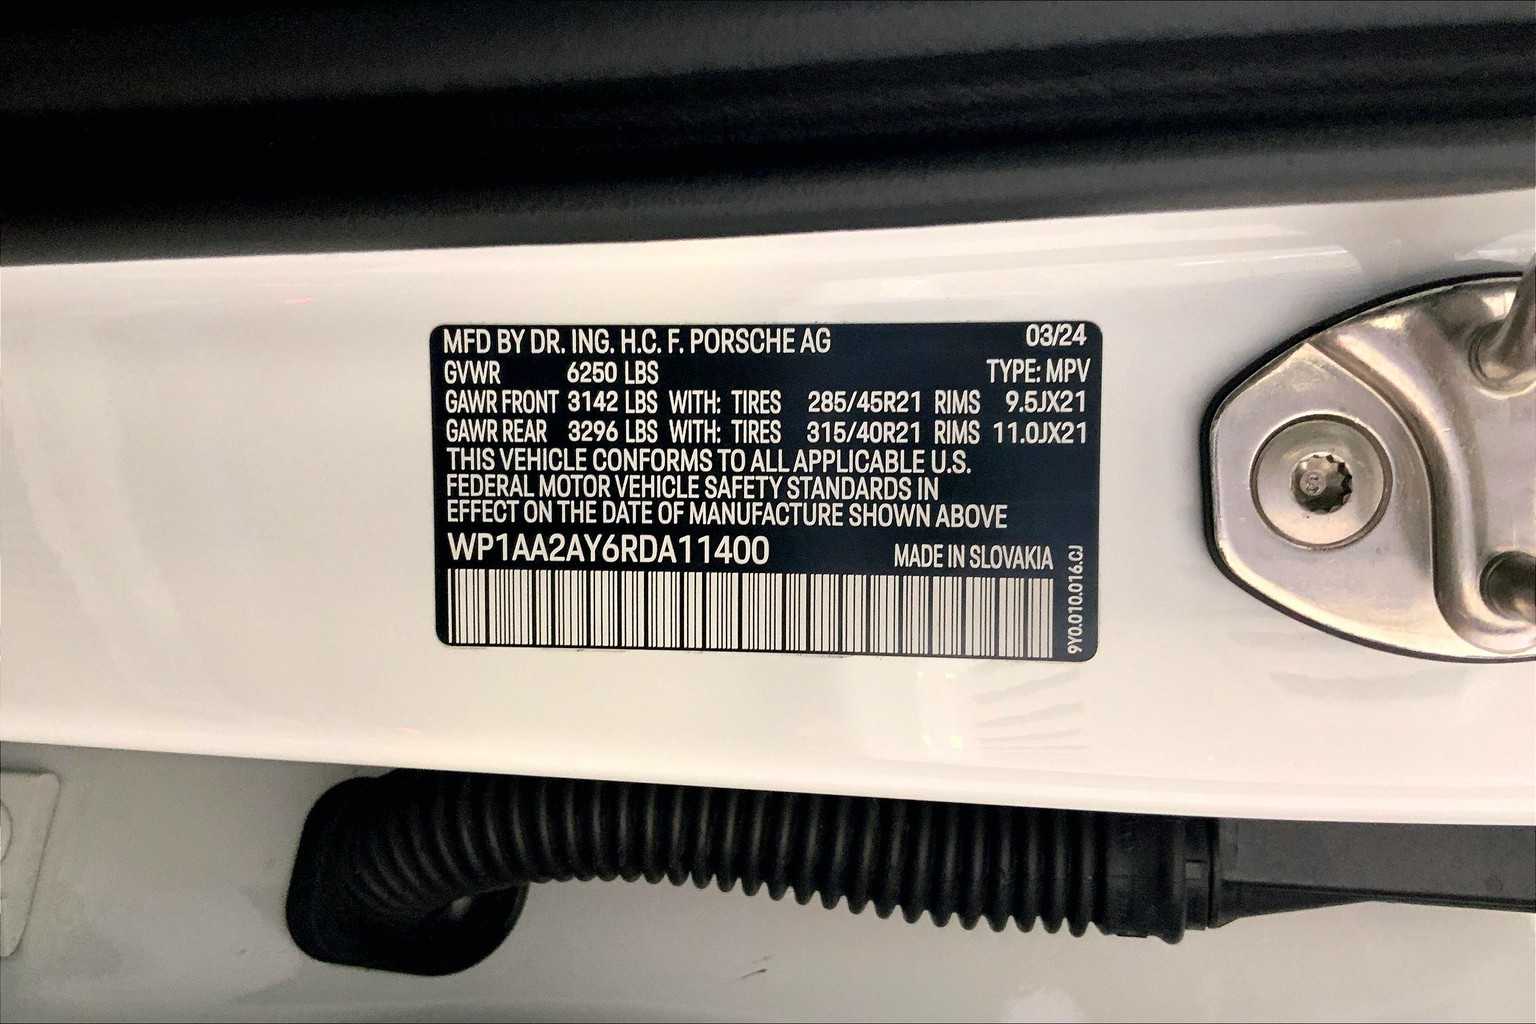 MFD BY DR. ING. H.C. F. PORSCHE AG 03/24
GVWR 6250 LBS TYPE: MPV
GAWR FRONT 3142 LBS WITH: TIRES 285/45R21 RIMS 9.5JX21
GAWR REAR 3296 LBS WITH: TIRES 315/40R21 RIMS 11.0JX21
THIS VEHICLE CONFORMS TO ALL APPLICABLE U.S.
FEDERAL MOTOR VEHICLE SAFETY STANDARDS IN
EFFECT ON THE DATE OF MANUFACTURE SHOWN ABOVE
WP1AA2AY6RDA11400 MADE IN SLOVAKIA
9Y0.010.016.CJ